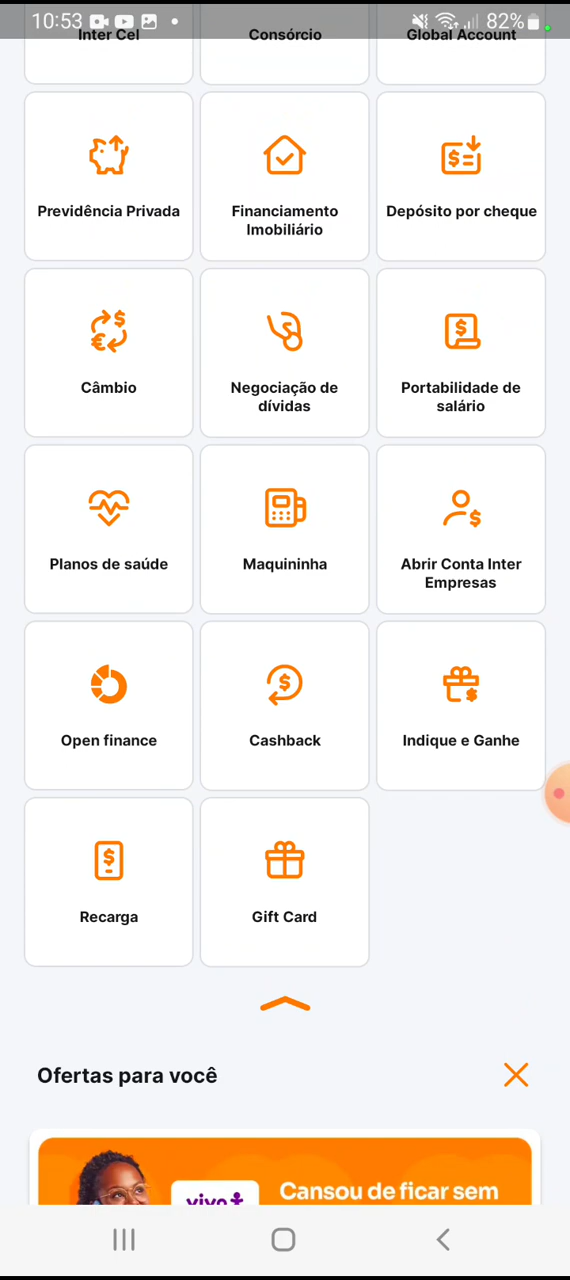 10:53
82%
Inter Cel
Consórcio
Global Account
Previdência Privada
Financiamento
Imobiliário
Depósito por cheque
Câmbio
Negociação de
dívidas
Portabilidade de
salário
Planos de saúde
Maquininha
Abrir Conta Inter
Empresas
Open finance
Cashback
Indique e Ganhe
Recarga
Gift Card
Ofertas para você
vivo
Cansou de ficar sem